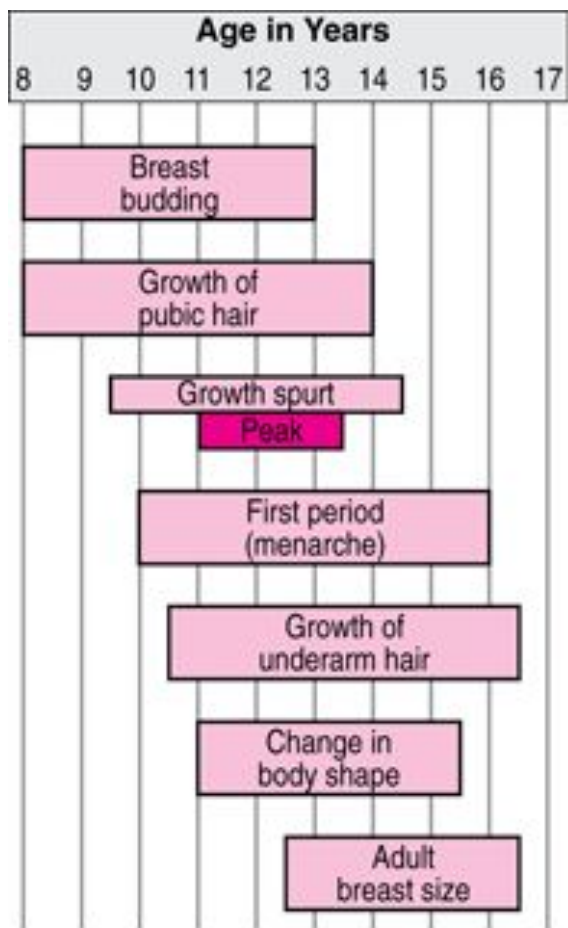 Age in Years
8 9 10 11 12 13 14 15 16 17
Breast
budding
Growth of
pubic hair
Growth spurt
Peak
First period
(menarche)
Growth of
underarm hair
Change in
body shape
Adult
breast size